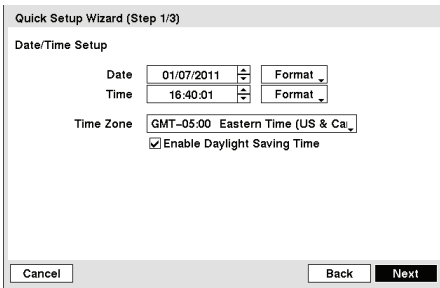 Quick Setup Wizard (Step 1/3)
Date/Time Setup
Date 01/07/2011 Format
Time 16:40:01 Format
Time Zone GMT-05:00 Eastern Time (US & Ca
Enable Daylight Saving Time
Cancel Back Next